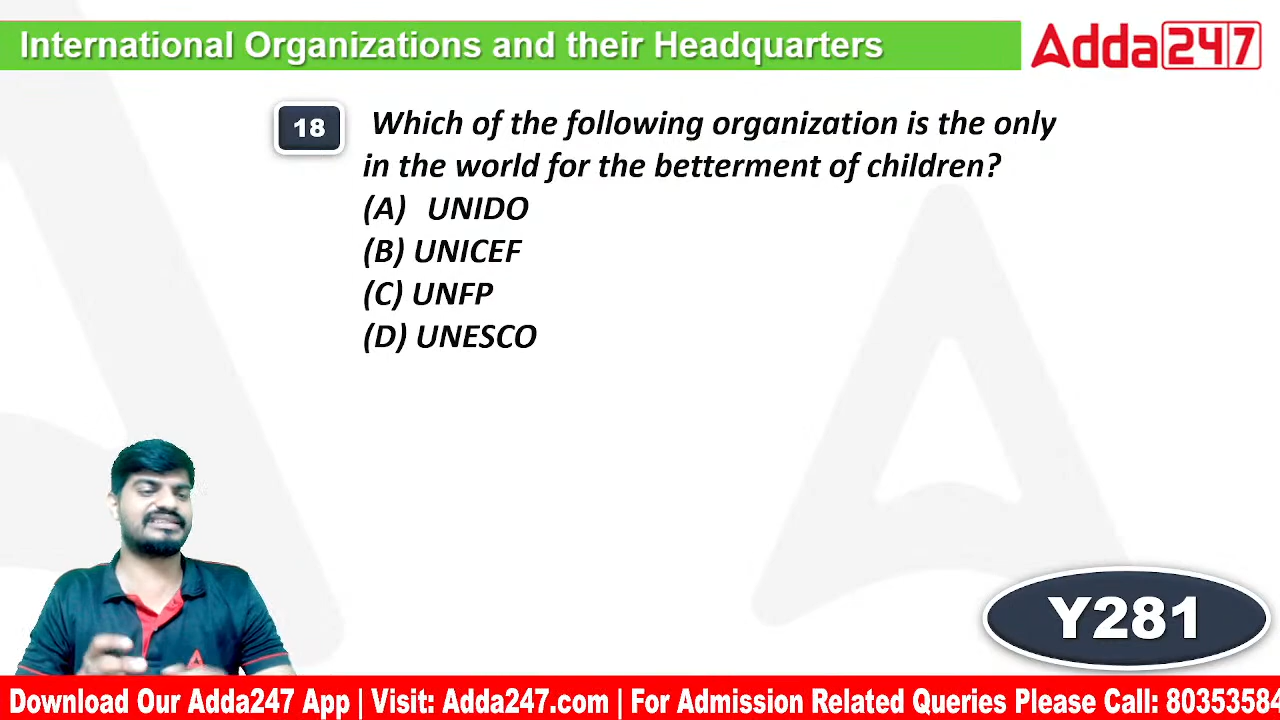 International Organizations and their Headquarters
Adda247
18
Which of the following organization is the only
in the world for the betterment of children?
(A) UNIDO
(B) UNICEF
(C) UNFP
(D) UNESCO
Y281
Download Our Adda247 App | Visit: Adda247.com | For Admission Related Queries Please Call: 80353584